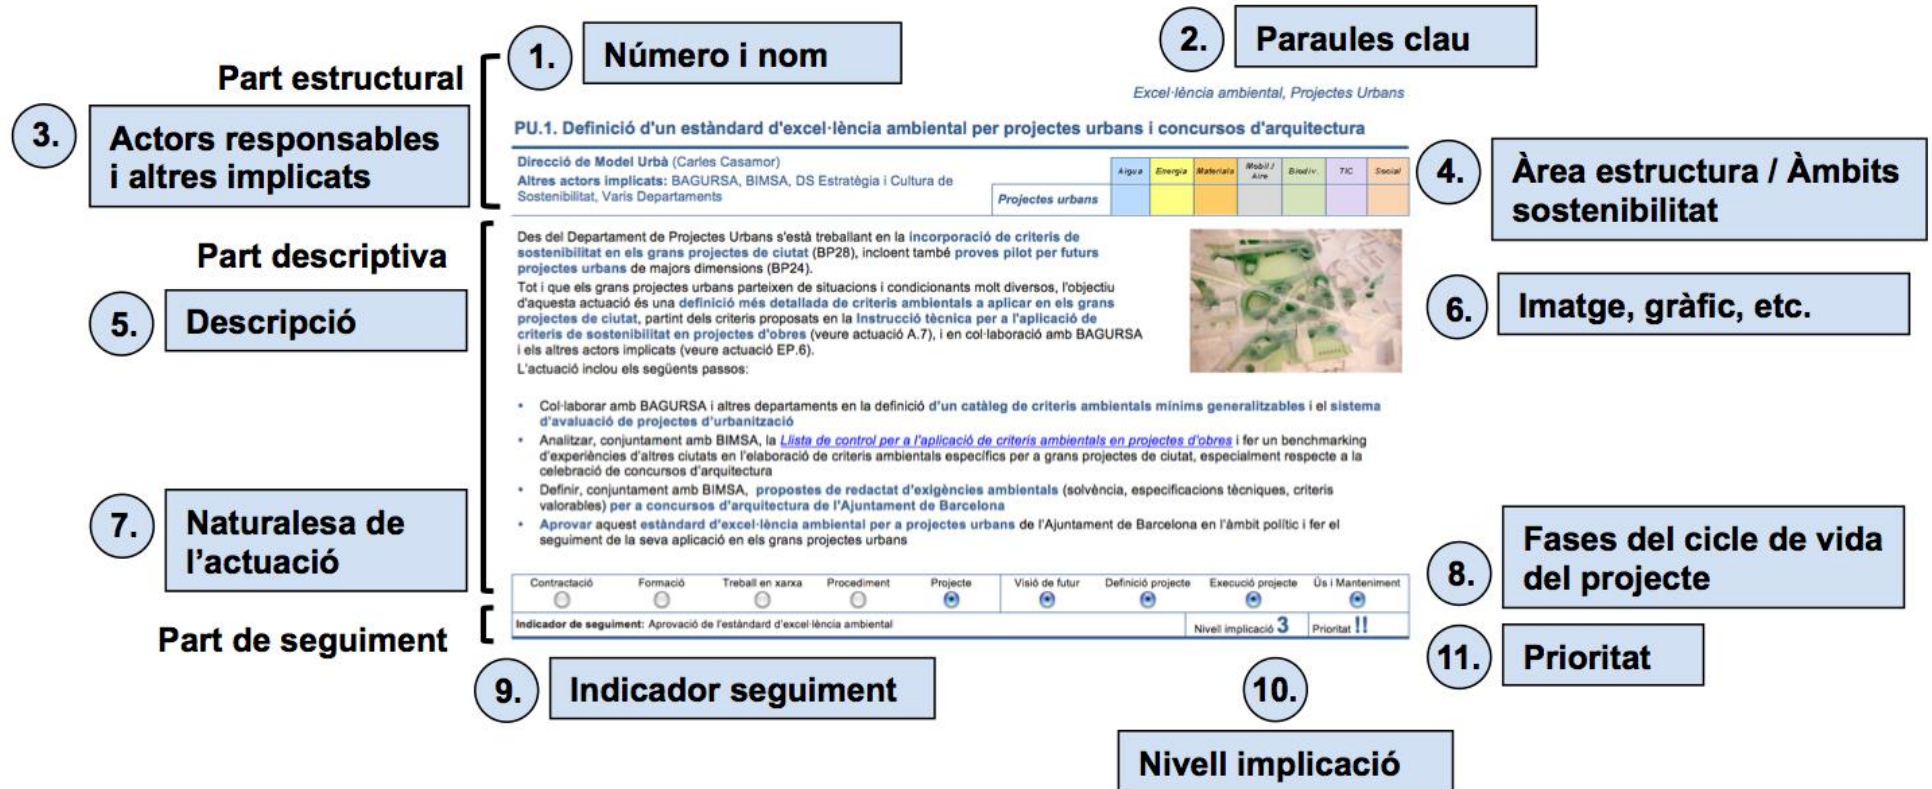 1.
Número i nom
2.
Paraules clau
Part estructural
Excel·lència ambiental, Projectes Urbans
3.
Actors responsables
i altres implicats
PU.1. Definició d'un estàndard d'excel·lència ambiental per projectes urbans i concursos d'arquitectura
Direcció de Model Urbà (Carles Casamor)
Altres actors implicats: BAGURSA, BIMSA, DS Estratègia i Cultura de
Sostenibilitat, Varis Departaments
Aigua Energia Materials Mobil / Aire Biodiv. TIC Social
Projectes urbans
4.
Àrea estructura / Àmbits
sostenibilitat
Part descriptiva
Des del Departament de Projectes Urbans s'està treballant en la incorporació de criteris de
sostenibilitat en els grans projectes de ciutat (BP28), incloent també proves pilot per futurs
projectes urbans de majors dimensions (BP24).
Tot i que els grans projectes urbans parteixen de situacions i condicionants molt diversos, l'objectiu
d'aquesta actuació és una definició més detallada de criteris ambientals a aplicar en els grans
projectes de ciutat, partint dels criteris proposats en la Instrucció tècnica per a l'aplicació de
criteris de sostenibilitat en projectes d'obres (veure actuació A.7), i en col·laboració amb BAGURSA
i els altres actors implicats (veure actuació EP.6).
L'actuació inclou els següents passos:
5.
Descripció
6.
Imatge, gràfic, etc.
• Col·laborar amb BAGURSA i altres departaments en la definició d'un catàleg de criteris ambientals mínims generalitzables i el sistema
d'avaluació de projectes d'urbanització
• Analitzar, conjuntament amb BIMSA, la Llista de control per a l'aplicació de criteris ambientals en projectes d'obres i fer un benchmarking
d'experiències d'altres ciutats en l'elaboració de criteris ambientals específics per a grans projectes de ciutat, especialment respecte a la
celebració de concursos d'arquitectura
• Definir, conjuntament amb BIMSA, propostes de redactat d'exigències ambientals (solvència, especificacions tècniques, criteris
valorables) per a concursos d'arquitectura de l'Ajuntament de Barcelona
• Aprovar aquest estàndard d'excel·lència ambiental per a projectes urbans de l'Ajuntament de Barcelona en l'àmbit polític i fer el
seguiment de la seva aplicació en els grans projectes urbans
7.
Naturalesa de
l'actuació
8.
Fases del cicle de vida
del projecte
Contractació Formació Treball en xarxa Procediment Projecte Visió de futur Definició projecte Execució projecte Ús i Manteniment
Part de seguiment
Indicador de seguiment: Aprovació de l'estàndard d'excel·lència ambiental
Nivell implicació 3
Prioritat !!
11.
Prioritat
9.
Indicador seguiment
10.
Nivell implicació